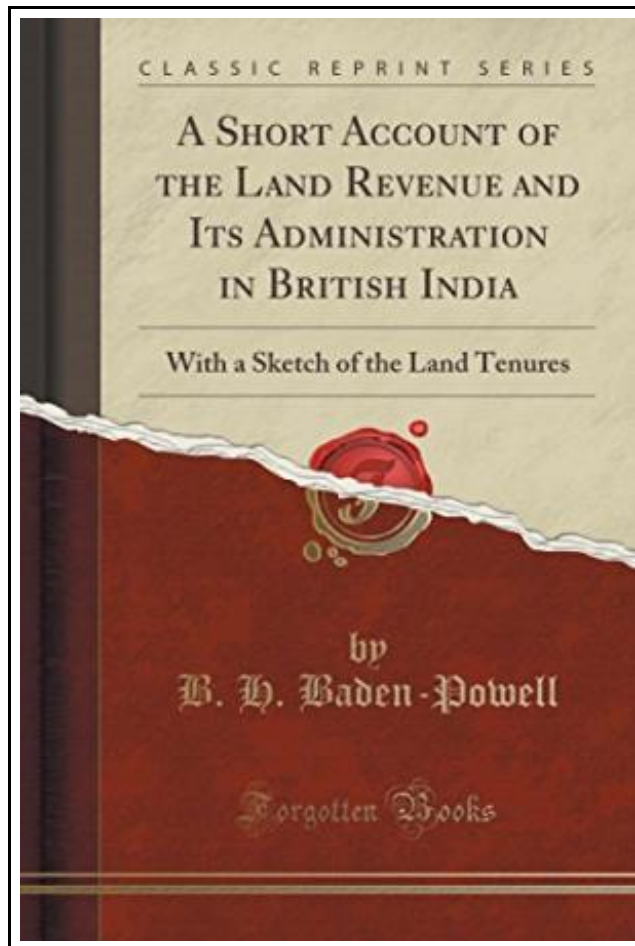 CLASSIC REPRINT SERIES
A SHORT ACCOUNT OF
THE LAND REVENUE AND
ITS ADMINISTRATION
IN BRITISH INDIA
With a Sketch of the Land Tenures
by
B. H. Baden-Powell
Forgotten Books